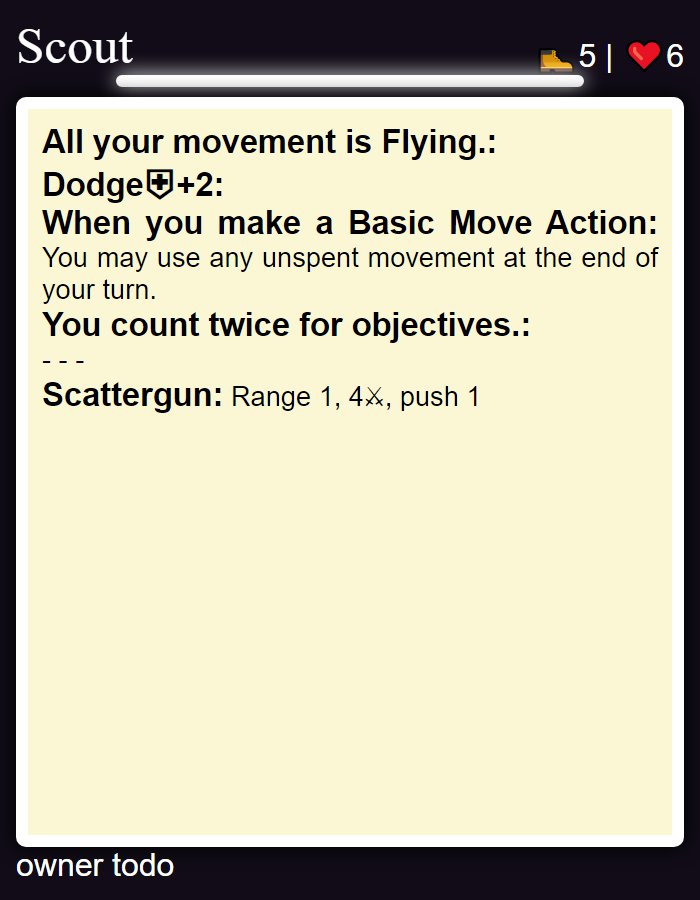 Scout
🥾5 | ❤️6
All your movement is Flying.:
Dodge⛨+2:
When you make a Basic Move Action:
You may use any unspent movement at the end of
your turn.
You count twice for objectives.:
- - -
Scattergun: Range 1, 4⚔, push 1
owner todo